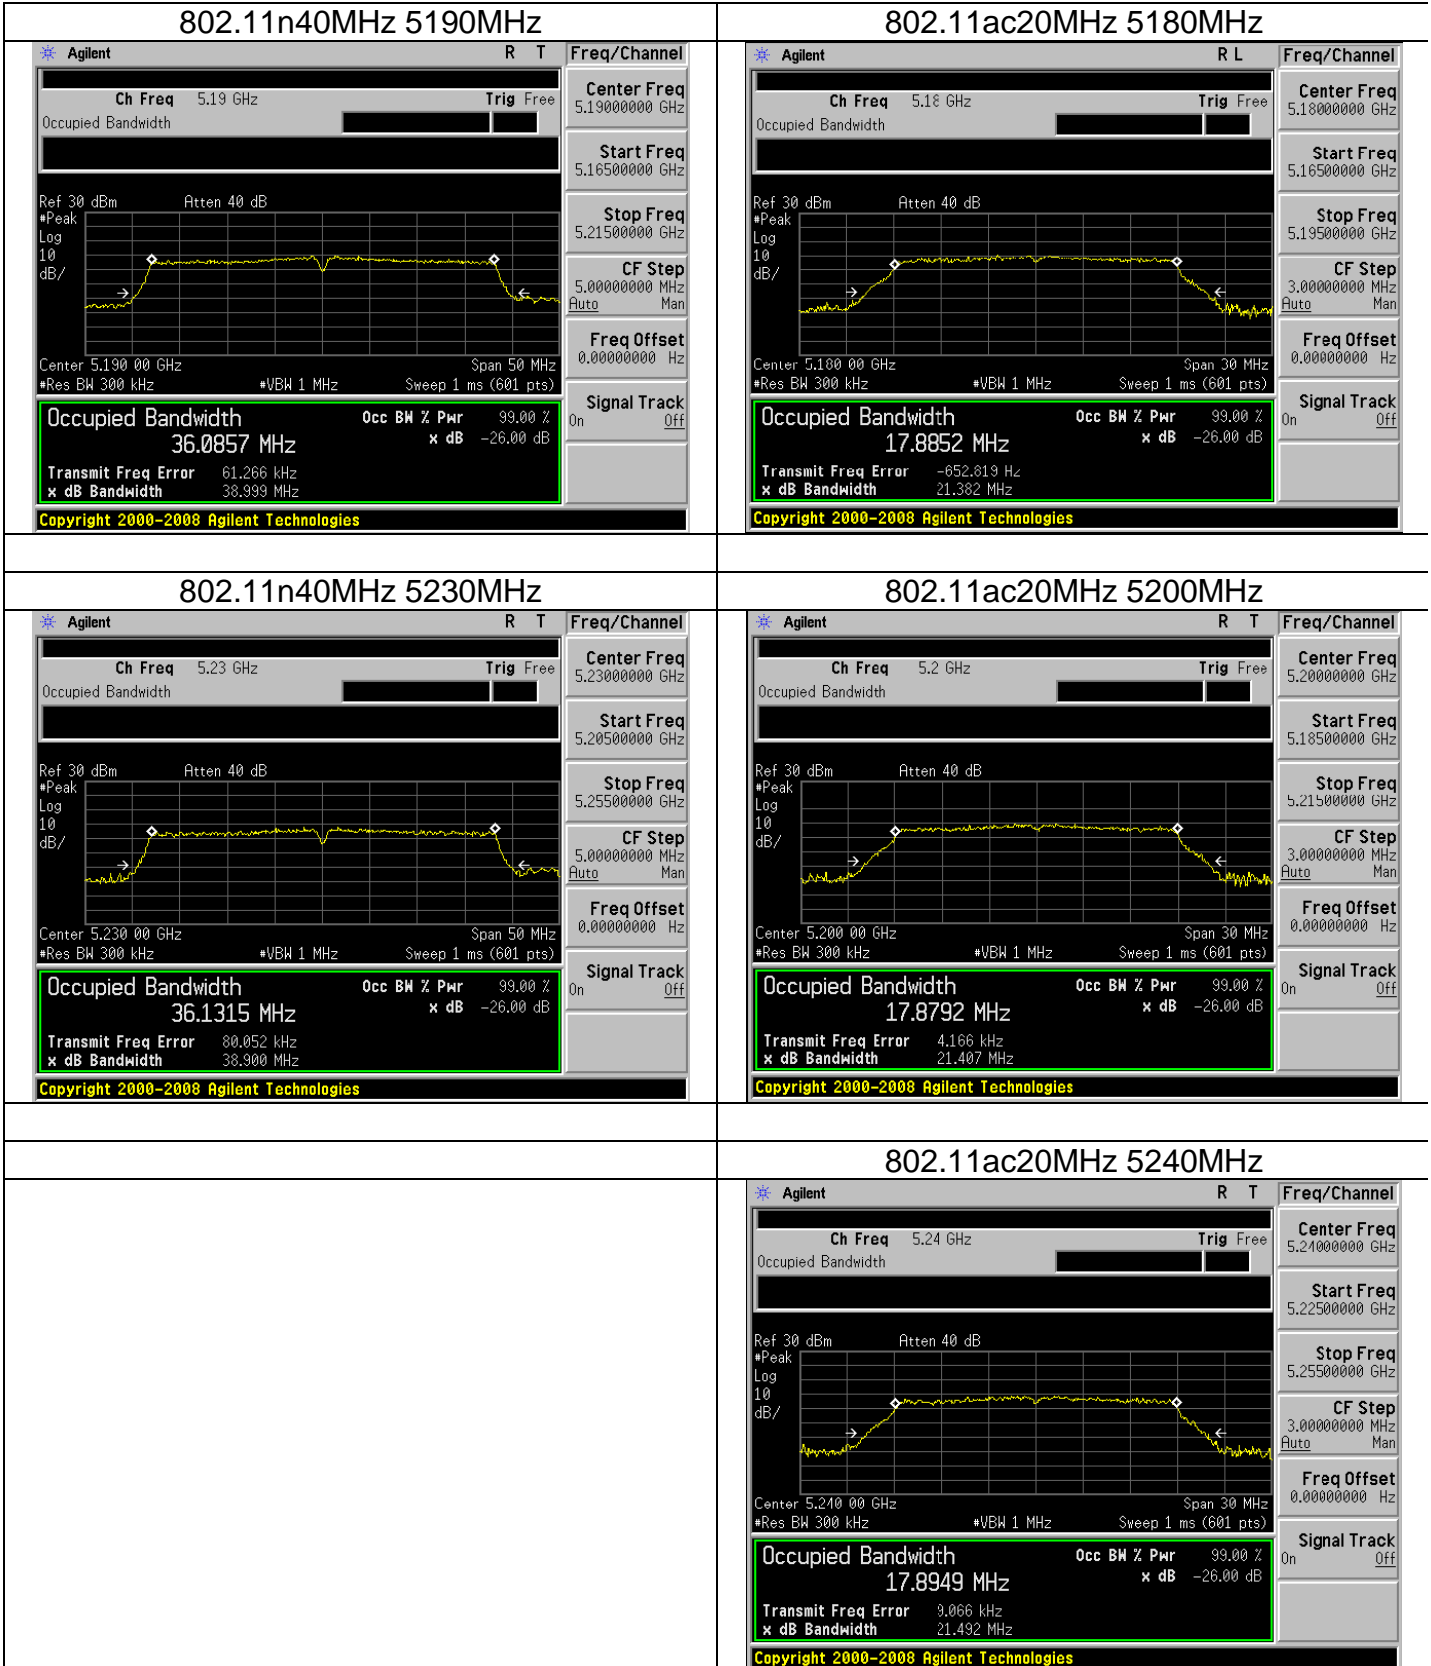 802.11n40MHz 5190MHz
Agilent R T
Freq/Channel
Ch Freq 5.19 GHz Trig Free
Occupied Bandwidth
Center Freq
5.19000000 GHz
Start Freq
5.16500000 GHz
Stop Freq
5.21500000 GHz
CF Step
5.00000000 MHz
Auto Man
Freq Offset
0.00000000 Hz
Signal Track
On Off
Ref 30 dBm Atten 40 dB
#Peak
Log
10
dB/
Center 5.190 00 GHz Span 50 MHz
#Res BW 300 kHz #VBW 1 MHz Sweep 1 ms (601 pts)
Occupied Bandwidth Occ BW % Pwr 99.00 %
36.0857 MHz x dB -26.00 dB
Transmit Freq Error 61.266 kHz
x dB Bandwidth 38.999 MHz
Copyright 2000-2008 Agilent Technologies
802.11ac20MHz 5180MHz
Agilent R L
Freq/Channel
Ch Freq 5.18 GHz Trig Free
Occupied Bandwidth
Center Freq
5.18000000 GHz
Start Freq
5.16500000 GHz
Stop Freq
5.19500000 GHz
CF Step
3.00000000 MHz
Auto Man
Freq Offset
0.00000000 Hz
Signal Track
On Off
Ref 30 dBm Atten 40 dB
#Peak
Log
10
dB/
Center 5.180 00 GHz Span 30 MHz
#Res BW 300 kHz #VBW 1 MHz Sweep 1 ms (601 pts)
Occupied Bandwidth Occ BW % Pwr 99.00 %
17.8852 MHz x dB -26.00 dB
Transmit Freq Error -652.819 Hz
x dB Bandwidth 21.382 MHz
Copyright 2000-2008 Agilent Technologies
802.11n40MHz 5230MHz
Agilent R T
Freq/Channel
Ch Freq 5.23 GHz Trig Free
Occupied Bandwidth
Center Freq
5.23000000 GHz
Start Freq
5.20500000 GHz
Stop Freq
5.25500000 GHz
CF Step
5.00000000 MHz
Auto Man
Freq Offset
0.00000000 Hz
Signal Track
On Off
Ref 30 dBm Atten 40 dB
#Peak
Log
10
dB/
Center 5.230 00 GHz Span 50 MHz
#Res BW 300 kHz #VBW 1 MHz Sweep 1 ms (601 pts)
Occupied Bandwidth Occ BW % Pwr 99.00 %
36.1315 MHz x dB -26.00 dB
Transmit Freq Error 80.052 kHz
x dB Bandwidth 38.900 MHz
Copyright 2000-2008 Agilent Technologies
802.11ac20MHz 5200MHz
Agilent R T
Freq/Channel
Ch Freq 5.2 GHz Trig Free
Occupied Bandwidth
Center Freq
5.20000000 GHz
Start Freq
5.18500000 GHz
Stop Freq
5.21500000 GHz
CF Step
3.00000000 MHz
Auto Man
Freq Offset
0.00000000 Hz
Signal Track
On Off
Ref 30 dBm Atten 40 dB
#Peak
Log
10
dB/
Center 5.200 00 GHz Span 30 MHz
#Res BW 300 kHz #VBW 1 MHz Sweep 1 ms (601 pts)
Occupied Bandwidth Occ BW % Pwr 99.00 %
17.8792 MHz x dB -26.00 dB
Transmit Freq Error 4.166 kHz
x dB Bandwidth 21.407 MHz
Copyright 2000-2008 Agilent Technologies
802.11ac20MHz 5240MHz
Agilent R T
Freq/Channel
Ch Freq 5.24 GHz Trig Free
Occupied Bandwidth
Center Freq
5.24000000 GHz
Start Freq
5.22500000 GHz
Stop Freq
5.25500000 GHz
CF Step
3.00000000 MHz
Auto Man
Freq Offset
0.00000000 Hz
Signal Track
On Off
Ref 30 dBm Atten 40 dB
#Peak
Log
10
dB/
Center 5.240 00 GHz Span 30 MHz
#Res BW 300 kHz #VBW 1 MHz Sweep 1 ms (601 pts)
Occupied Bandwidth Occ BW % Pwr 99.00 %
17.8949 MHz x dB -26.00 dB
Transmit Freq Error 9.066 kHz
x dB Bandwidth 21.492 MHz
Copyright 2000-2008 Agilent Technologies